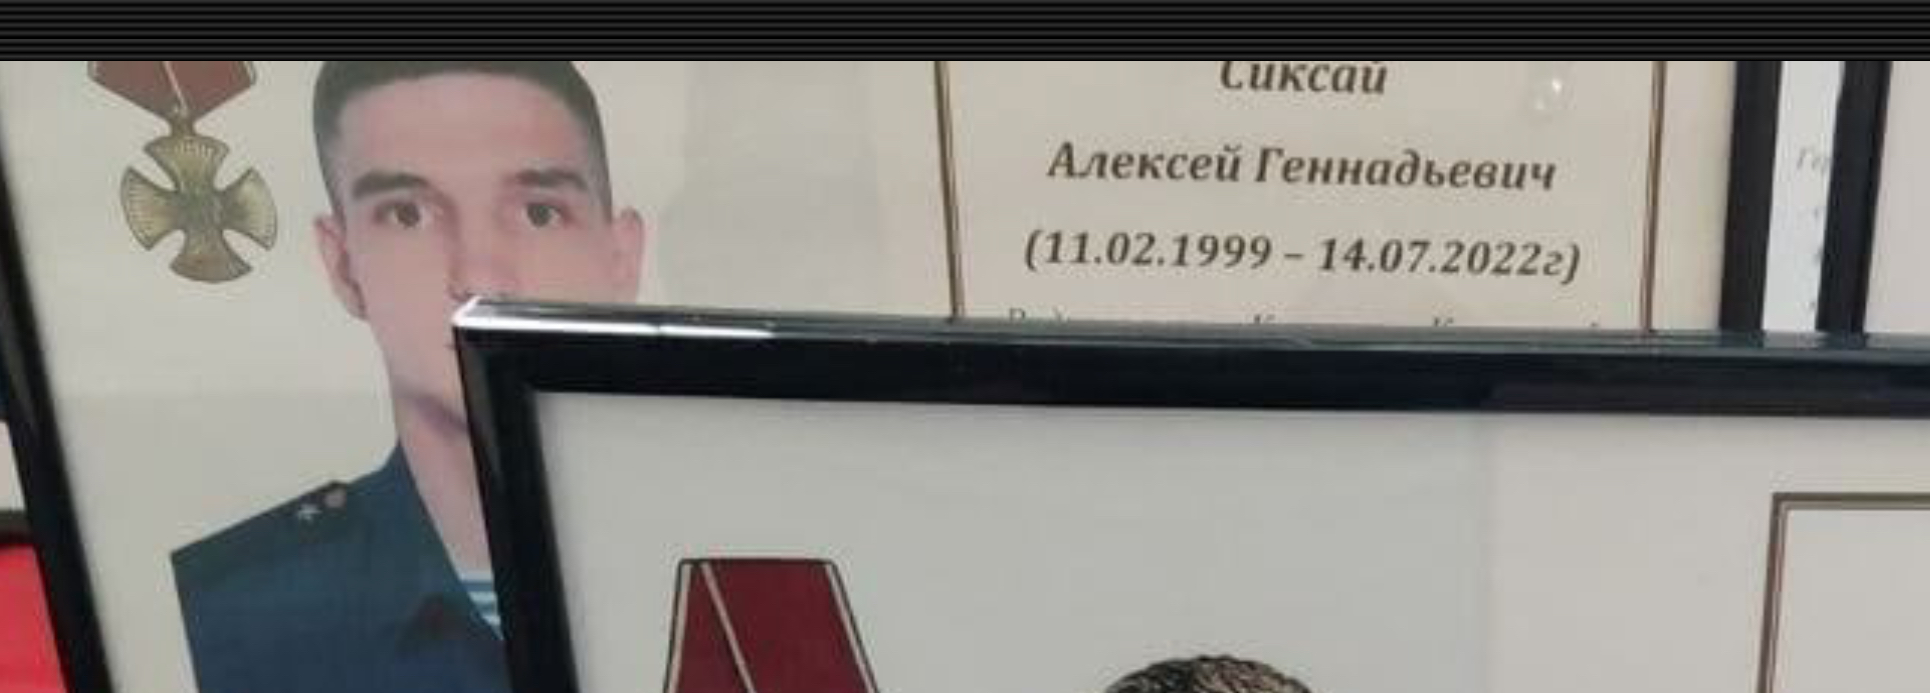 Сиксай
Алексей Геннадьевич
(11.02.1999 – 14.07.2022г)